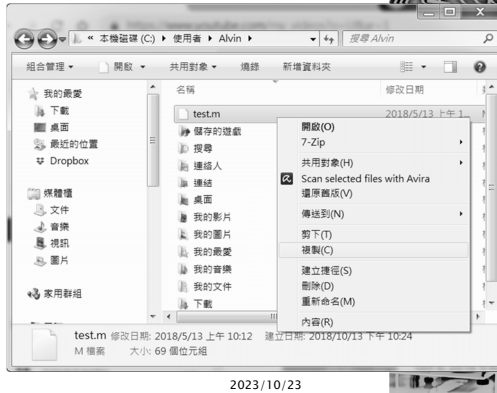 « 本機磁碟 (C:) ▸ 使用者 ▸ Alvin ▸
搜尋 Alvin
組合管理 ▾ 開啟 ▾ 共用對象 ▾ 燒錄 新增資料夾
我的最愛
下載
桌面
最近的位置
Dropbox
媒體櫃
文件
音樂
視訊
圖片
家用群組
名稱 修改日期
test.m 2018/5/13 上午 1...
儲存的遊戲
搜尋
連絡人
連結
桌面
我的影片
我的圖片
我的最愛
我的音樂
我的文件
下載
開啟(O)
7-Zip
共用對象(H)
Scan selected files with Avira
還原舊版(V)
傳送到(N)
剪下(T)
複製(C)
建立捷徑(S)
刪除(D)
重新命名(M)
內容(R)
test.m 修改日期: 2018/5/13 上午 10:12 建立日期: 2018/10/13 下午 10:24
M 檔案 大小: 69 個位元組
2023/10/23